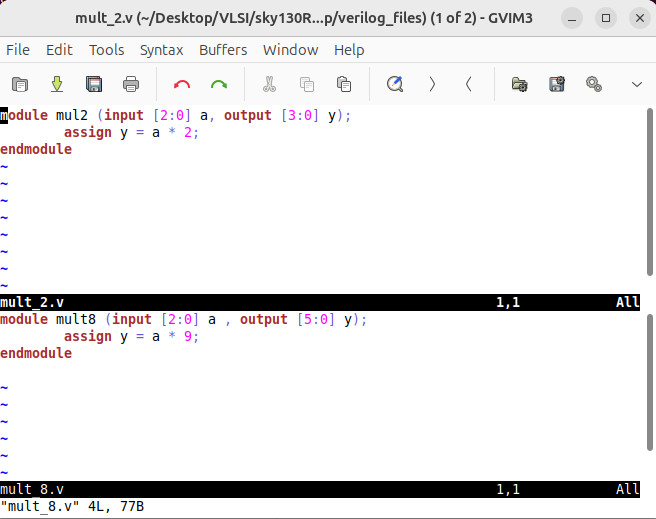 mult_2.v (~/Desktop/VLSI/sky130R...p/verilog_files) (1 of 2) - GVIM3
File Edit Tools Syntax Buffers Window Help
module mul2 (input [2:0] a, output [3:0] y);
        assign y = a * 2;
endmodule
~
~
~
~
~
~
~
~
mult_2.v 1,1 All
module mult8 (input [2:0] a , output [5:0] y);
        assign y = a * 9;
endmodule

~
~
~
~
~
~
mult_8.v 1,1 All
"mult_8.v" 4L, 77B